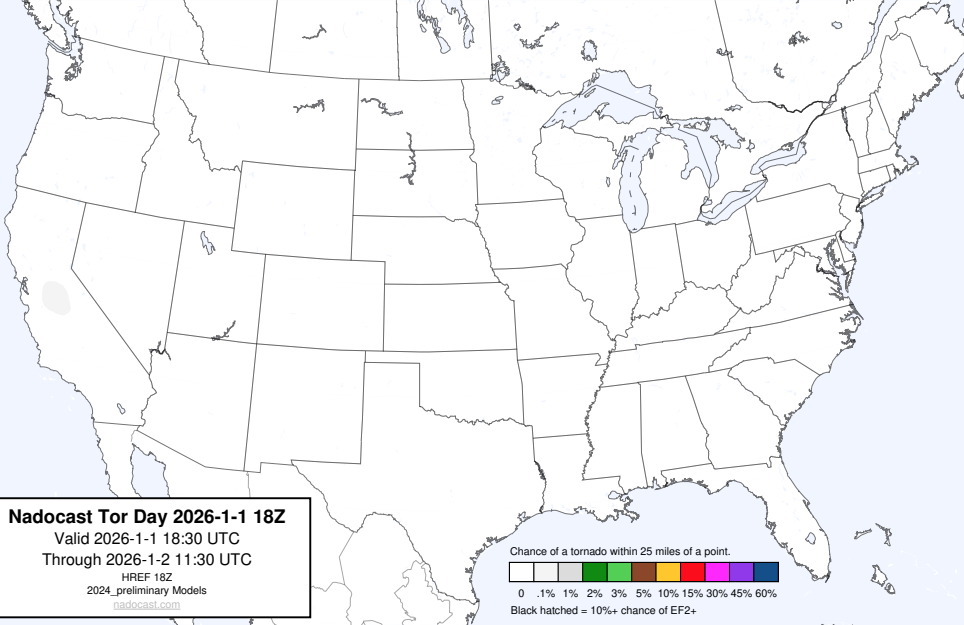 Nadocast Tor Day 2026-1-1 18Z
Valid 2026-1-1 18:30 UTC
Through 2026-1-2 11:30 UTC
HREF 18Z
2024_preliminary Models
nadocast.com
Chance of a tornado within 25 miles of a point.
0 .1% 1% 2% 3% 5% 10% 15% 30% 45% 60%
Black hatched = 10%+ chance of EF2+